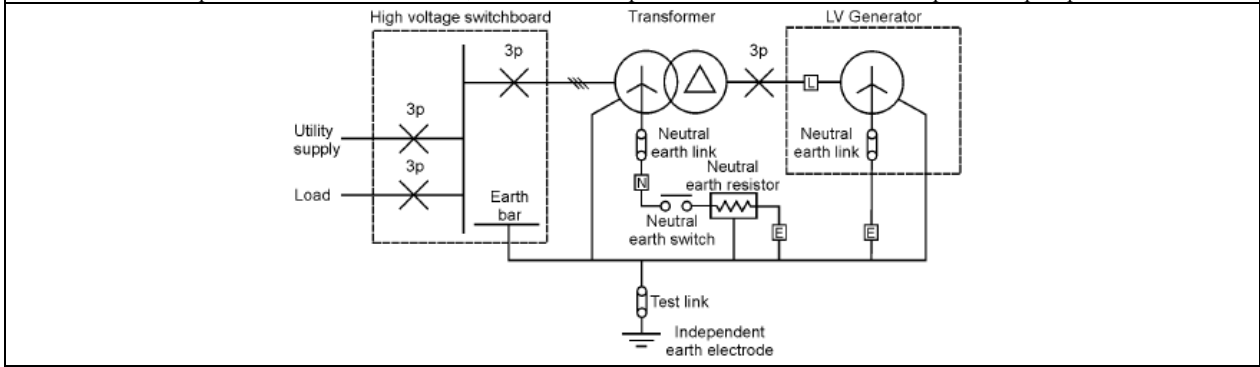 High voltage switchboard
Transformer
LV Generator
3p
3p
L
3p
Utility
supply
3p
Load
Earth
bar
Neutral
earth link
N
Neutral
earth resistor
Neutral
earth switch
E
Neutral
earth link
E
Test link
Independent
earth electrode